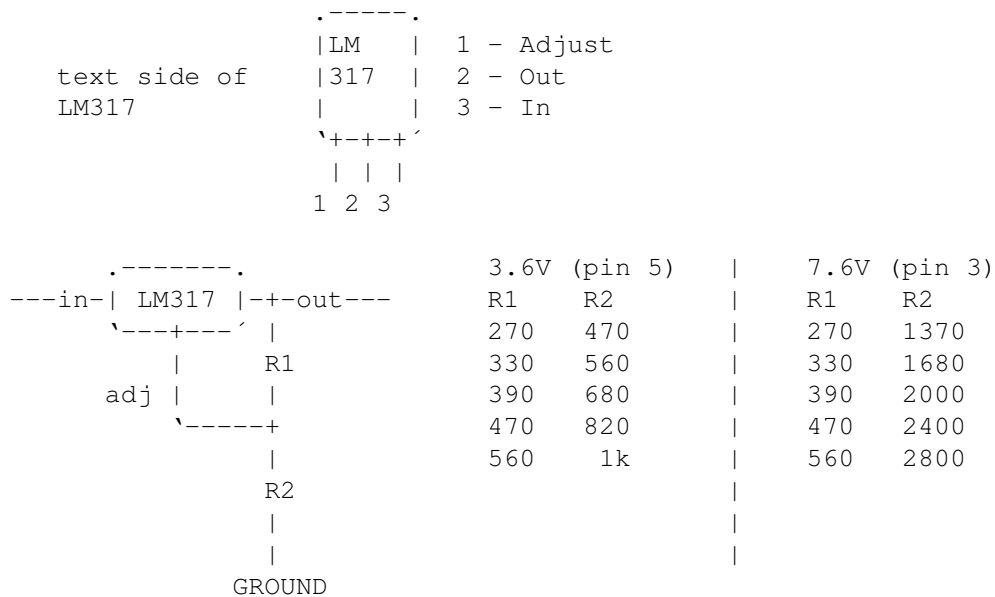 .-----.
|LM   |  1 - Adjust
text side of    |317  |  2 - Out
LM317           |     |  3 - In
`+-+-+´
| | |
1 2 3
.-------.               3.6V (pin 5)   |    7.6V (pin 3)
---in-| LM317 |-+-out---      R1   R2        |    R1    R2
`---+---´ |             270   470      |    270   1370
|     R1            330   560      |    330   1680
adj |     |             390   680      |    390   2000
`-----+             470   820      |    470   2400
|             560    1k      |    560   2800
R2                           |
|                            |
|                            |
GROUND